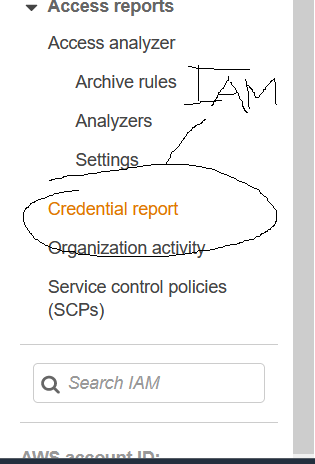 Access reports
Access analyzer
Archive rules
IAM
Analyzers
Settings
Credential report
Organization activity
Service control policies
(SCPs)
Search IAM
AWS account ID: